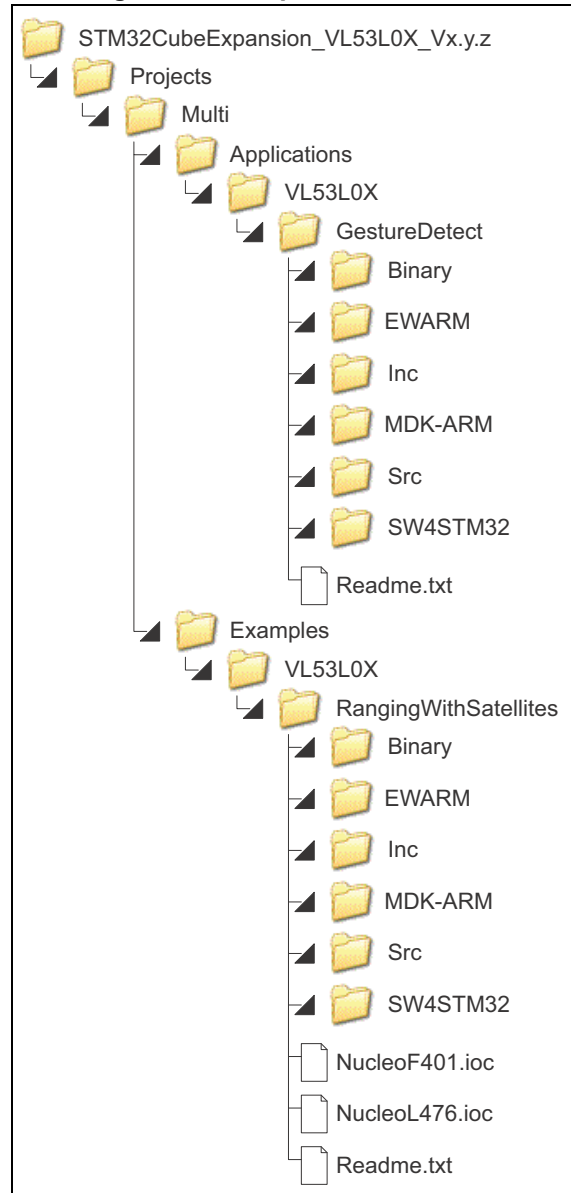 STM32CubeExpansion_VL53L0X_Vx.y.z
Projects
Multi
Applications
VL53L0X
GestureDetect
Binary
EWARM
Inc
MDK-ARM
Src
SW4STM32
Readme.txt
Examples
VL53L0X
RangingWithSatellites
Binary
EWARM
Inc
MDK-ARM
Src
SW4STM32
NucleoF401.ioc
NucleoL476.ioc
Readme.txt